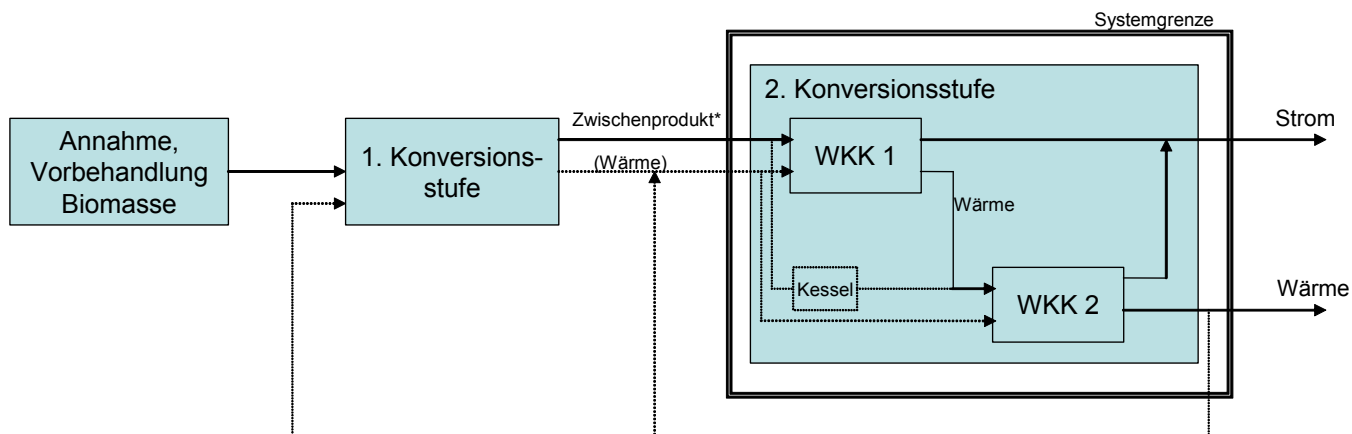 Systemgrenze
Annahme,
Vorbehandlung
Biomasse
1. Konversions-
stufe
Zwischenprodukt*
(Wärme)
2. Konversionsstufe
WKK 1
Wärme
Kessel
WKK 2
Strom
Wärme